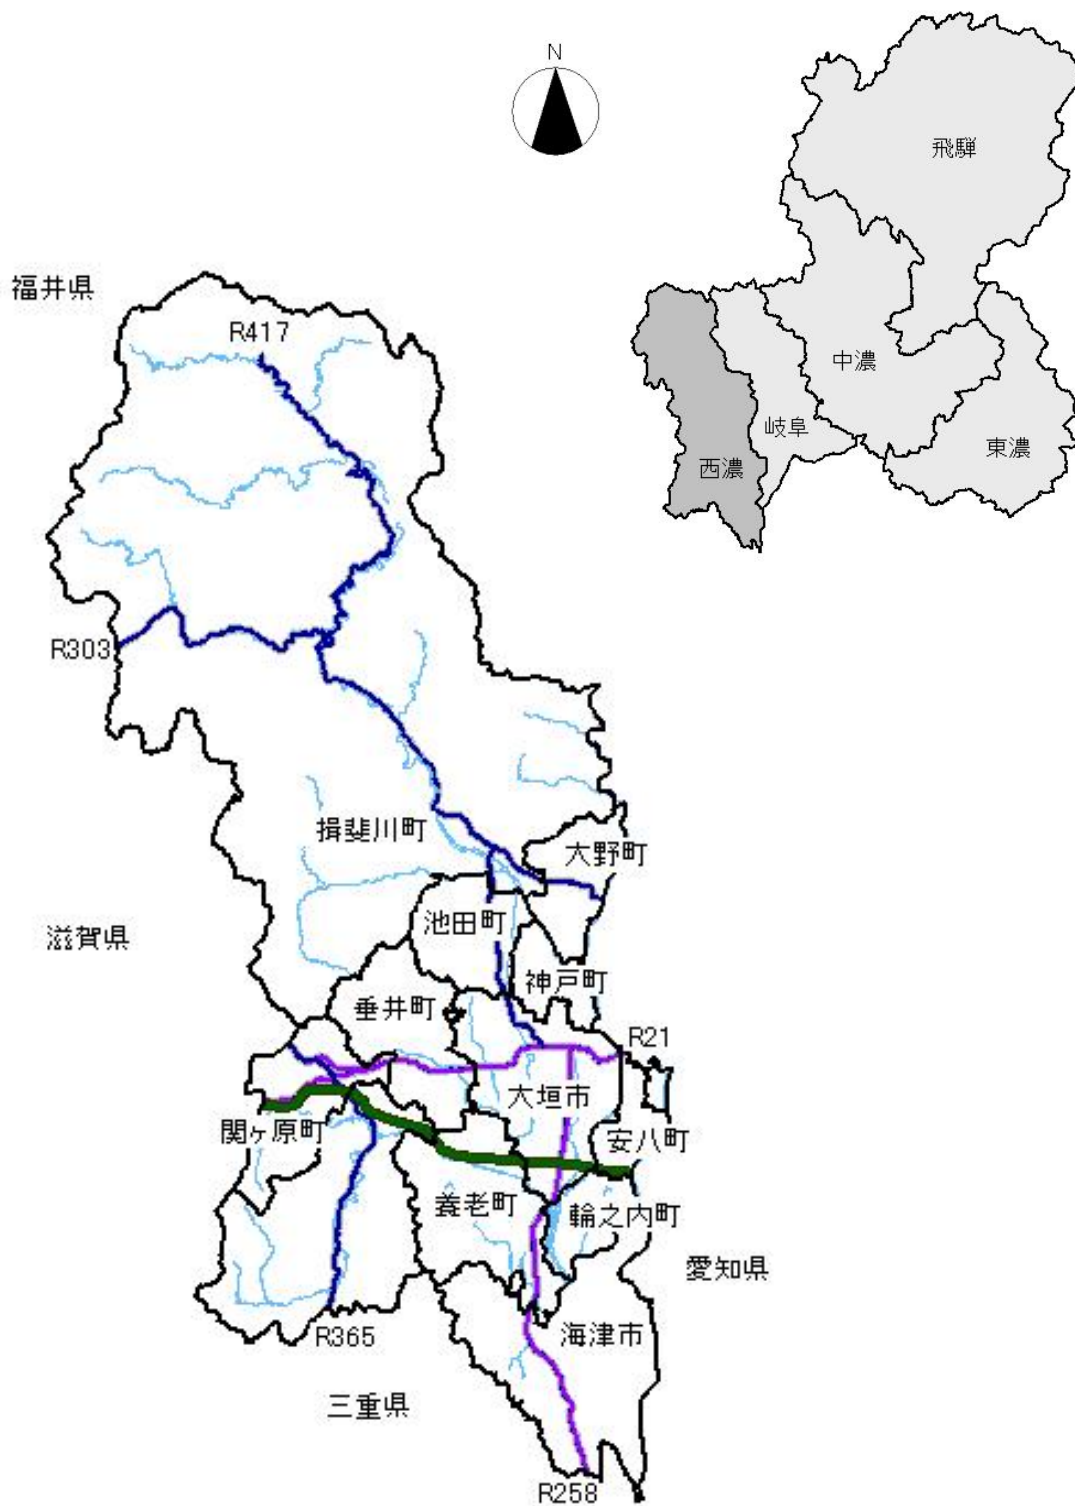 N
飛騨
中濃
岐阜
西濃
東濃
福井県
R417
R303
揖斐川町
大野町
滋賀県
池田町
神戸町
垂井町
R21
大垣市
関ヶ原町
安八町
養老町
輪之内町
愛知県
R365
海津市
三重県
R258